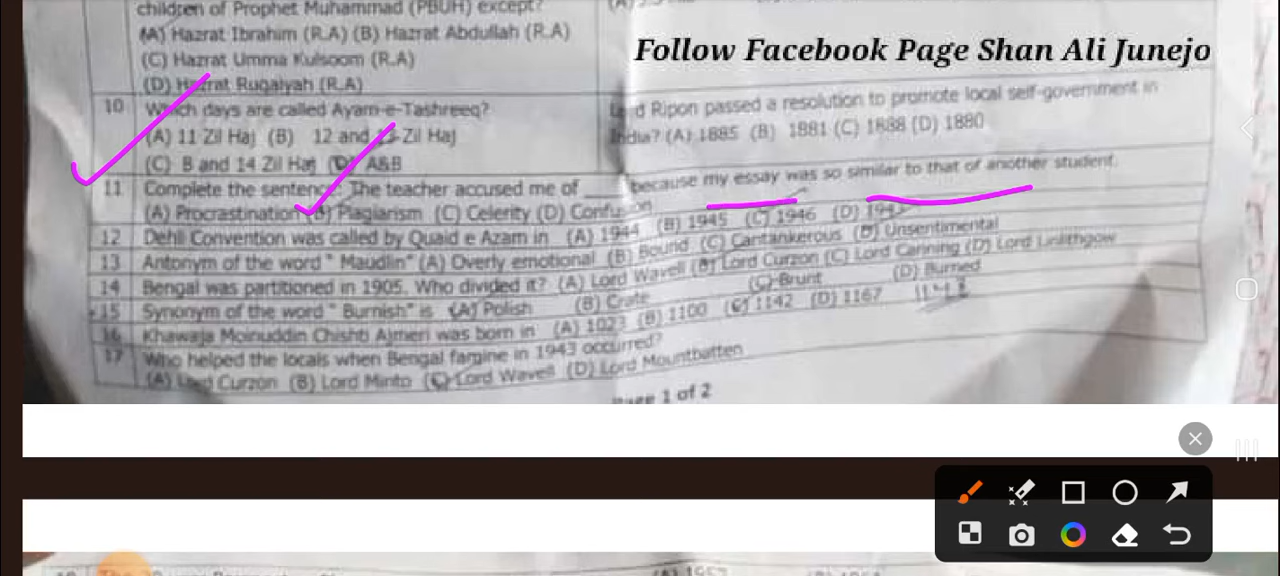 children of Prophet Muhammad (PBUH) except?
(A) Hazrat Ibrahim (R.A) (B) Hazrat Abdullah (R.A)
(C) Hazrat Umma Kulsoom (R.A)
(D) Hazrat Ruqaiyah (R.A)
Follow Facebook Page Shan Ali Junejo
10 Which days are called Ayam-e-Tashreeq?
(A) 11 Zil Haj (B) 12 and 13 Zil Haj
(C) B and 14 Zil Haj (D) A&B
Ripon passed a resolution to promote local self-government in
India? (A) 1885 (B) 1881 (C) 1888 (D) 1880
11 Complete the sentence: The teacher accused me of ____ because my essay was so similar to that of another student.
(A) Procrastination (B) Plagiarism (C) Celerity (D) Confusion
12 Dehli Convention was called by Quaid e Azam in (A) 1944 (B) 1945 (C) 1946 (D)
13 Antonym of the word " Maudlin" (A) Overly emotional (B) Bound (C) Cantankerous (D) Unsentimental
14 Bengal was partitioned in 1905. Who divided it? (A) Lord Wavell (B) Lord Curzon (C) Lord Canning (D) Lord Linlithgow
15 Synonym of the word " Burnish" is (A) Polish (B) Crate (C) Brunt (D) Burned
16 Khawaja Moinuddin Chishti Ajmeri was born in (A) 1023 (B) 1100 (C) 1142 (D) 1167 1142
17 Who helped the locals when Bengal famine in 1943 occurred?
(A) Lord Curzon (B) Lord Minto (C) Lord Wavell (D) Lord Mountbatten
Page 1 of 2